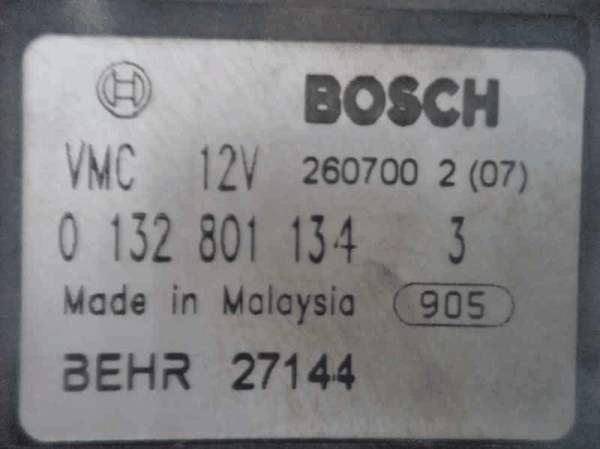 BOSCH
VMC 12V 260700 2 (07)
0 132 801 134 3
Made in Malaysia 905
BEHR 27144